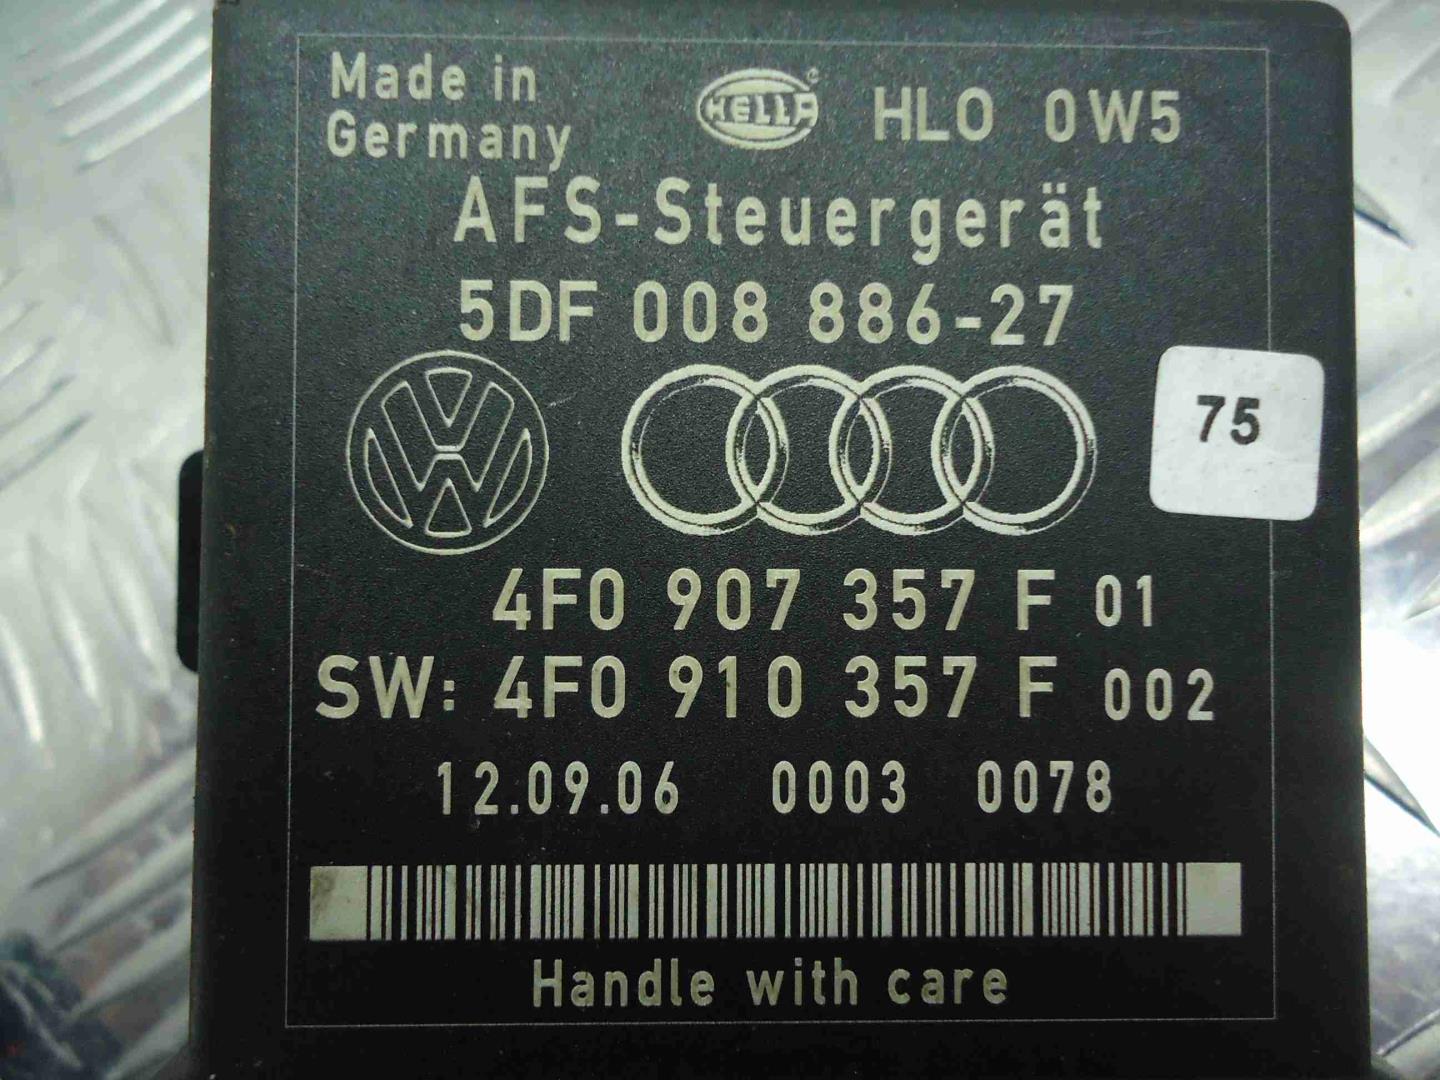 Made in
Germany
HELLA HL0 0W5
AFS-Steuergerät
5DF 008 886-27
75
4F0 907 357 F 01
SW: 4F0 910 357 F 002
12.09.06 0003 0078
Handle with care